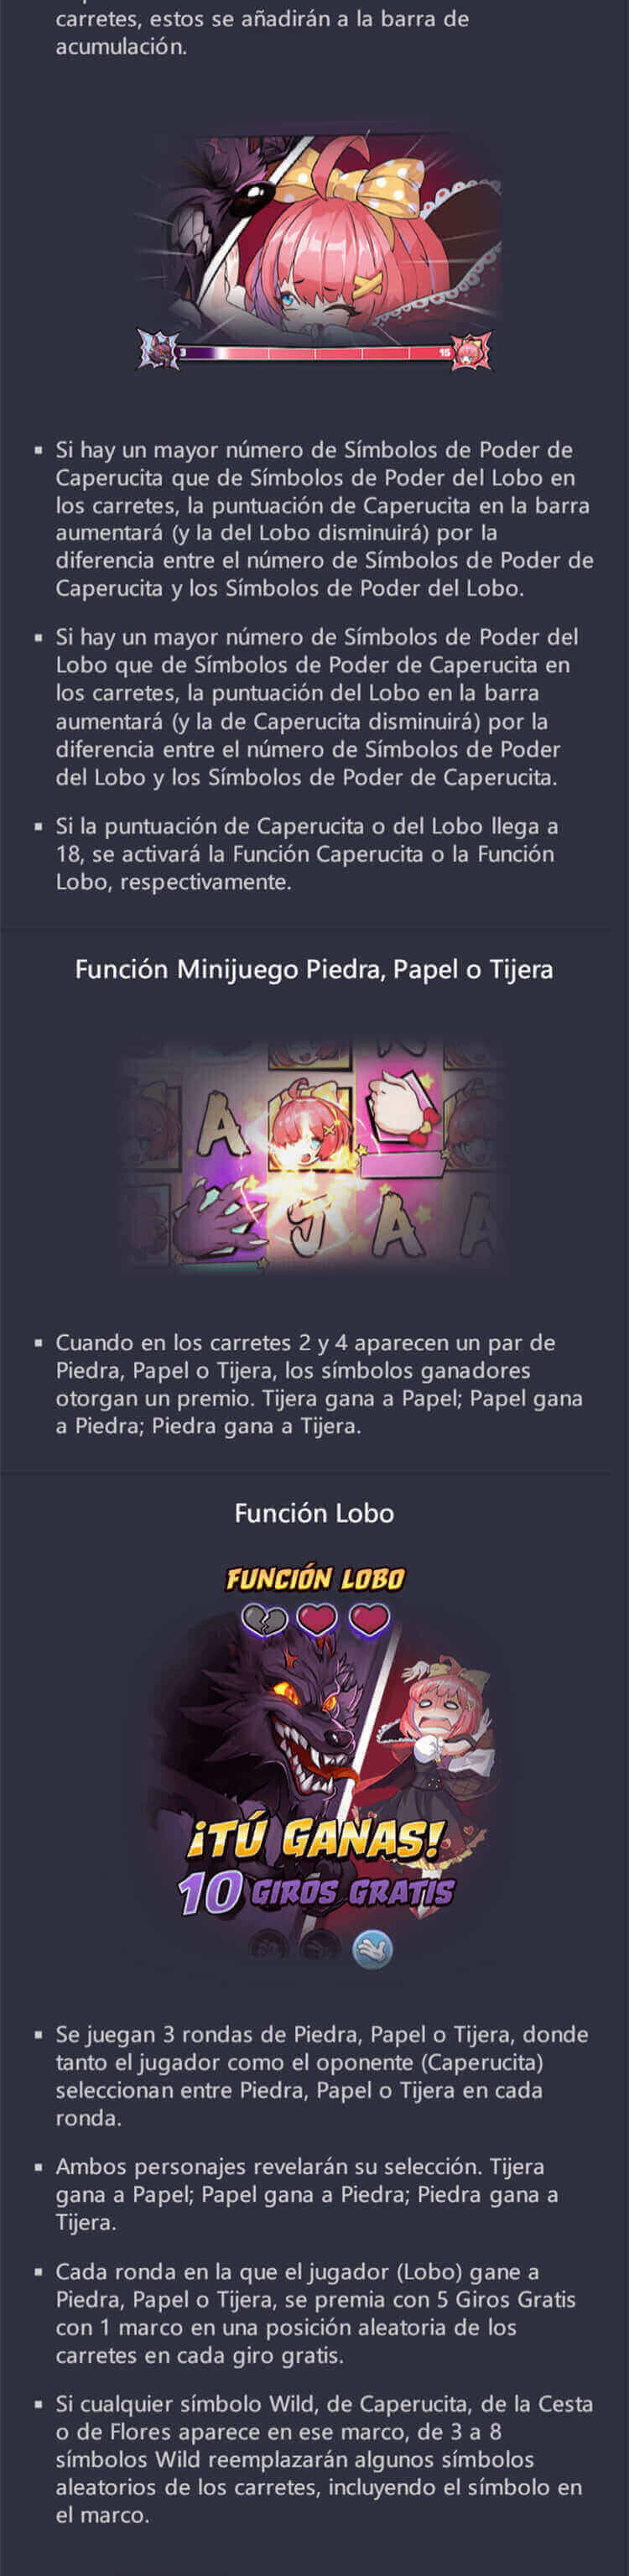 carretes, estos se añadirán a la barra de
acumulación.
3
15
Si hay un mayor número de Símbolos de Poder de
Caperucita que de Símbolos de Poder del Lobo en
los carretes, la puntuación de Caperucita en la barra
aumentará (y la del Lobo disminuirá) por la
diferencia entre el número de Símbolos de Poder de
Caperucita y los Símbolos de Poder del Lobo.
Si hay un mayor número de Símbolos de Poder del
Lobo que de Símbolos de Poder de Caperucita en
los carretes, la puntuación del Lobo en la barra
aumentará (y la de Caperucita disminuirá) por la
diferencia entre el número de Símbolos de Poder
del Lobo y los Símbolos de Poder de Caperucita.
Si la puntuación de Caperucita o del Lobo llega a
18, se activará la Función Caperucita o la Función
Lobo, respectivamente.
Función Minijuego Piedra, Papel o Tijera
A
J A A
Cuando en los carretes 2 y 4 aparecen un par de
Piedra, Papel o Tijera, los símbolos ganadores
otorgan un premio. Tijera gana a Papel; Papel gana
a Piedra; Piedra gana a Tijera.
Función Lobo
FUNCIÓN LOBO
¡TÚ GANAS!
10 GIROS GRATIS
Se juegan 3 rondas de Piedra, Papel o Tijera, donde
tanto el jugador como el oponente (Caperucita)
seleccionan entre Piedra, Papel o Tijera en cada
ronda.
Ambos personajes revelarán su selección. Tijera
gana a Papel; Papel gana a Piedra; Piedra gana a
Tijera.
Cada ronda en la que el jugador (Lobo) gane a
Piedra, Papel o Tijera, se premia con 5 Giros Gratis
con 1 marco en una posición aleatoria de los
carretes en cada giro gratis.
Si cualquier símbolo Wild, de Caperucita, de la Cesta
o de Flores aparece en ese marco, de 3 a 8
símbolos Wild reemplazarán algunos símbolos
aleatorios de los carretes, incluyendo el símbolo en
el marco.